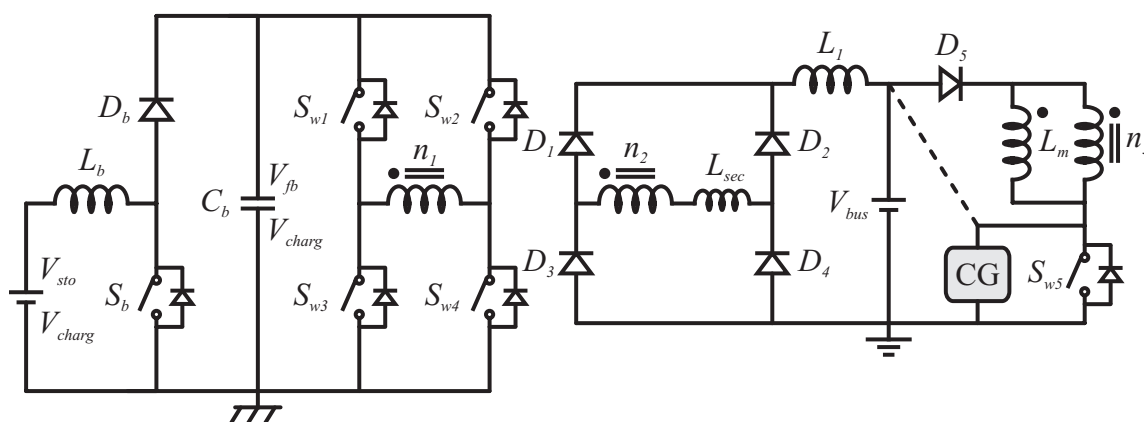 D_b
L_b
C_b
V_fb
V_charg
V_sto
V_charg
S_b
S_w1
S_w2
n_1
S_w3
S_w4
L_1
D_5
D_1
D_2
n_2
L_sec
D_3
D_4
V_bus
L_m
n
CG
S_w5